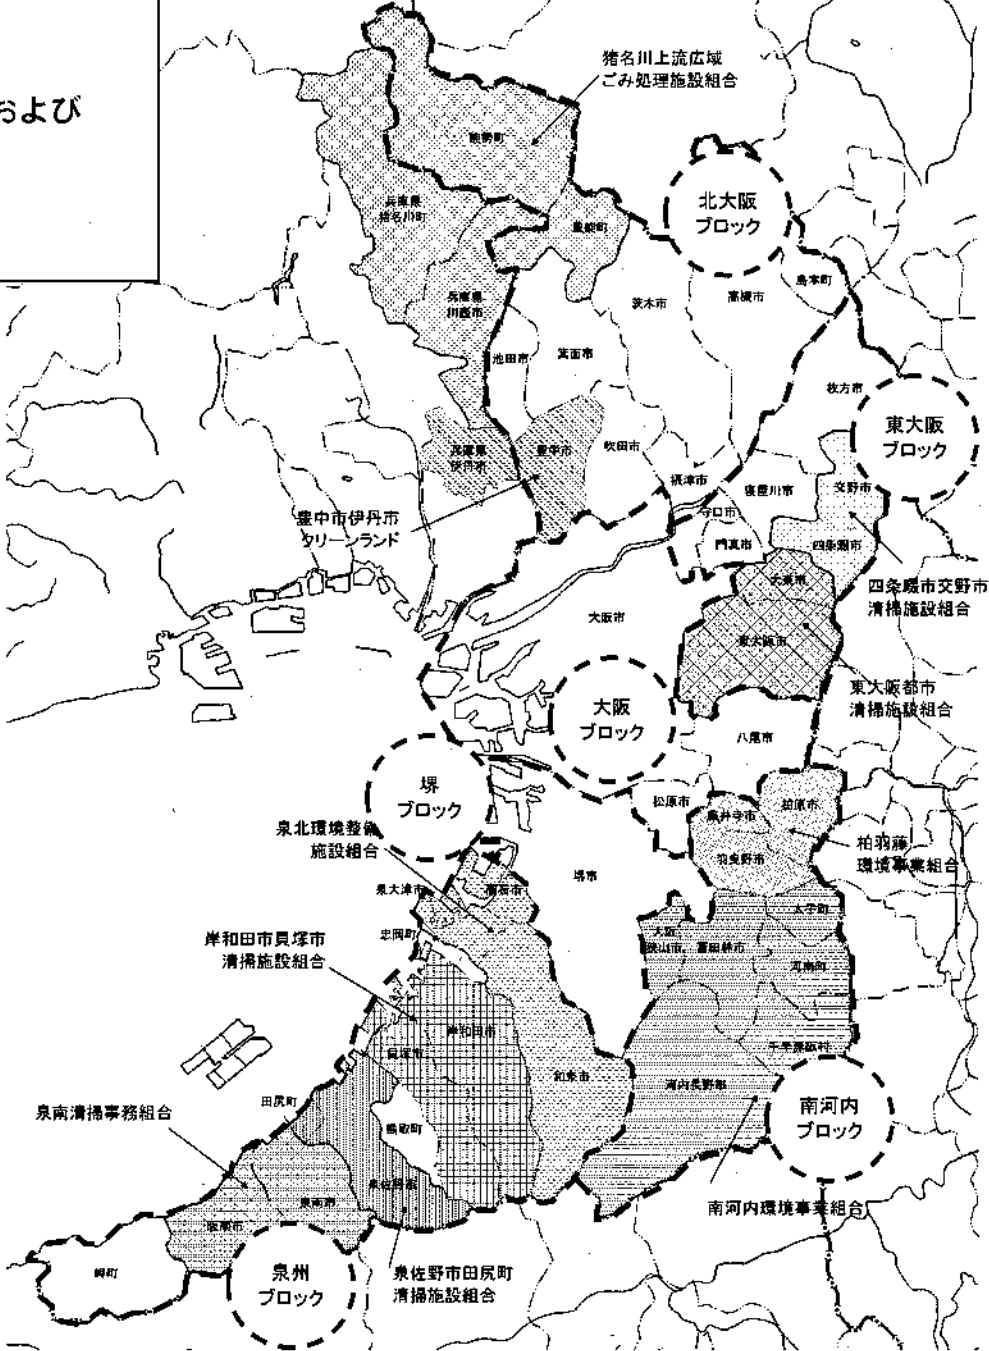 および
猪名川上流広域
ごみ処理施設組合
能勢町
北大阪
ブロック
兵庫県
猪名川町
豊能町
島本町
高槻市
茨木市
兵庫県
川西市
池田市
箕面市
枚方市
東大阪
ブロック
兵庫県
伊丹市
豊中市
吹田市
摂津市
寝屋川市
交野市
守口市
豊中市伊丹市
クリーンランド
門真市
四条畷市
大東市
四条畷市交野市
清掃施設組合
大阪市
東大阪市
東大阪都市
清掃施設組合
大阪
ブロック
八尾市
堺
ブロック
松原市
柏原市
藤井寺市
泉北環境整備
施設組合
柏羽藤
環境事業組合
羽曳野市
堺市
泉大津市
高石市
太子町
忠岡町
大阪
狭山市
富田林市
岸和田市貝塚市
清掃施設組合
河南町
岸和田市
千早赤阪村
貝塚市
和泉市
河内長野市
田尻町
南河内
ブロック
泉南清掃事務組合
熊取町
泉佐野市
泉南市
南河内環境事業組合
阪南市
岬町
泉州
ブロック
泉佐野市田尻町
清掃施設組合